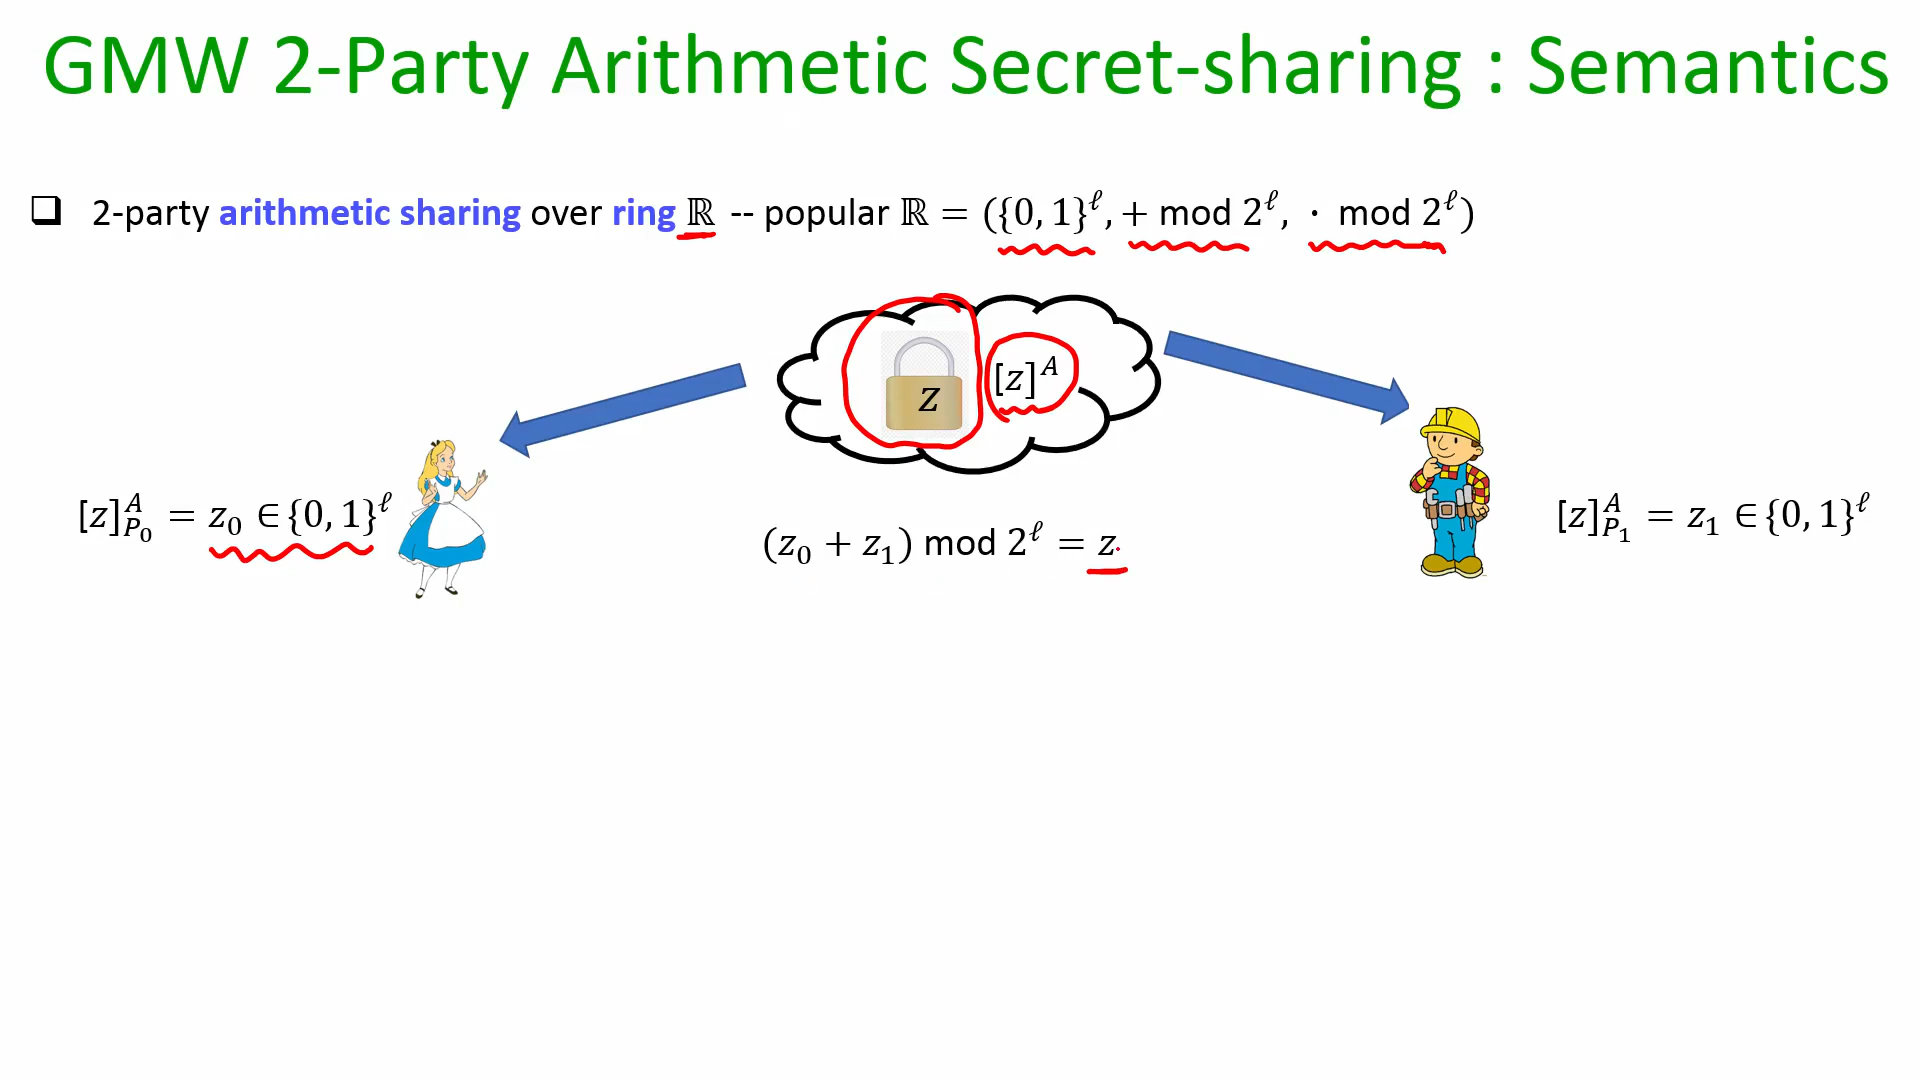 GMW 2-Party Arithmetic Secret-sharing : Semantics
❑ 2-party arithmetic sharing over ring ℝ -- popular ℝ = ({0, 1}^ℓ, + mod 2^ℓ, · mod 2^ℓ)
z [z]^A
[z]^A_{P_0} = z_0 ∈ {0, 1}^ℓ
(z_0 + z_1) mod 2^ℓ = z
[z]^A_{P_1} = z_1 ∈ {0, 1}^ℓ